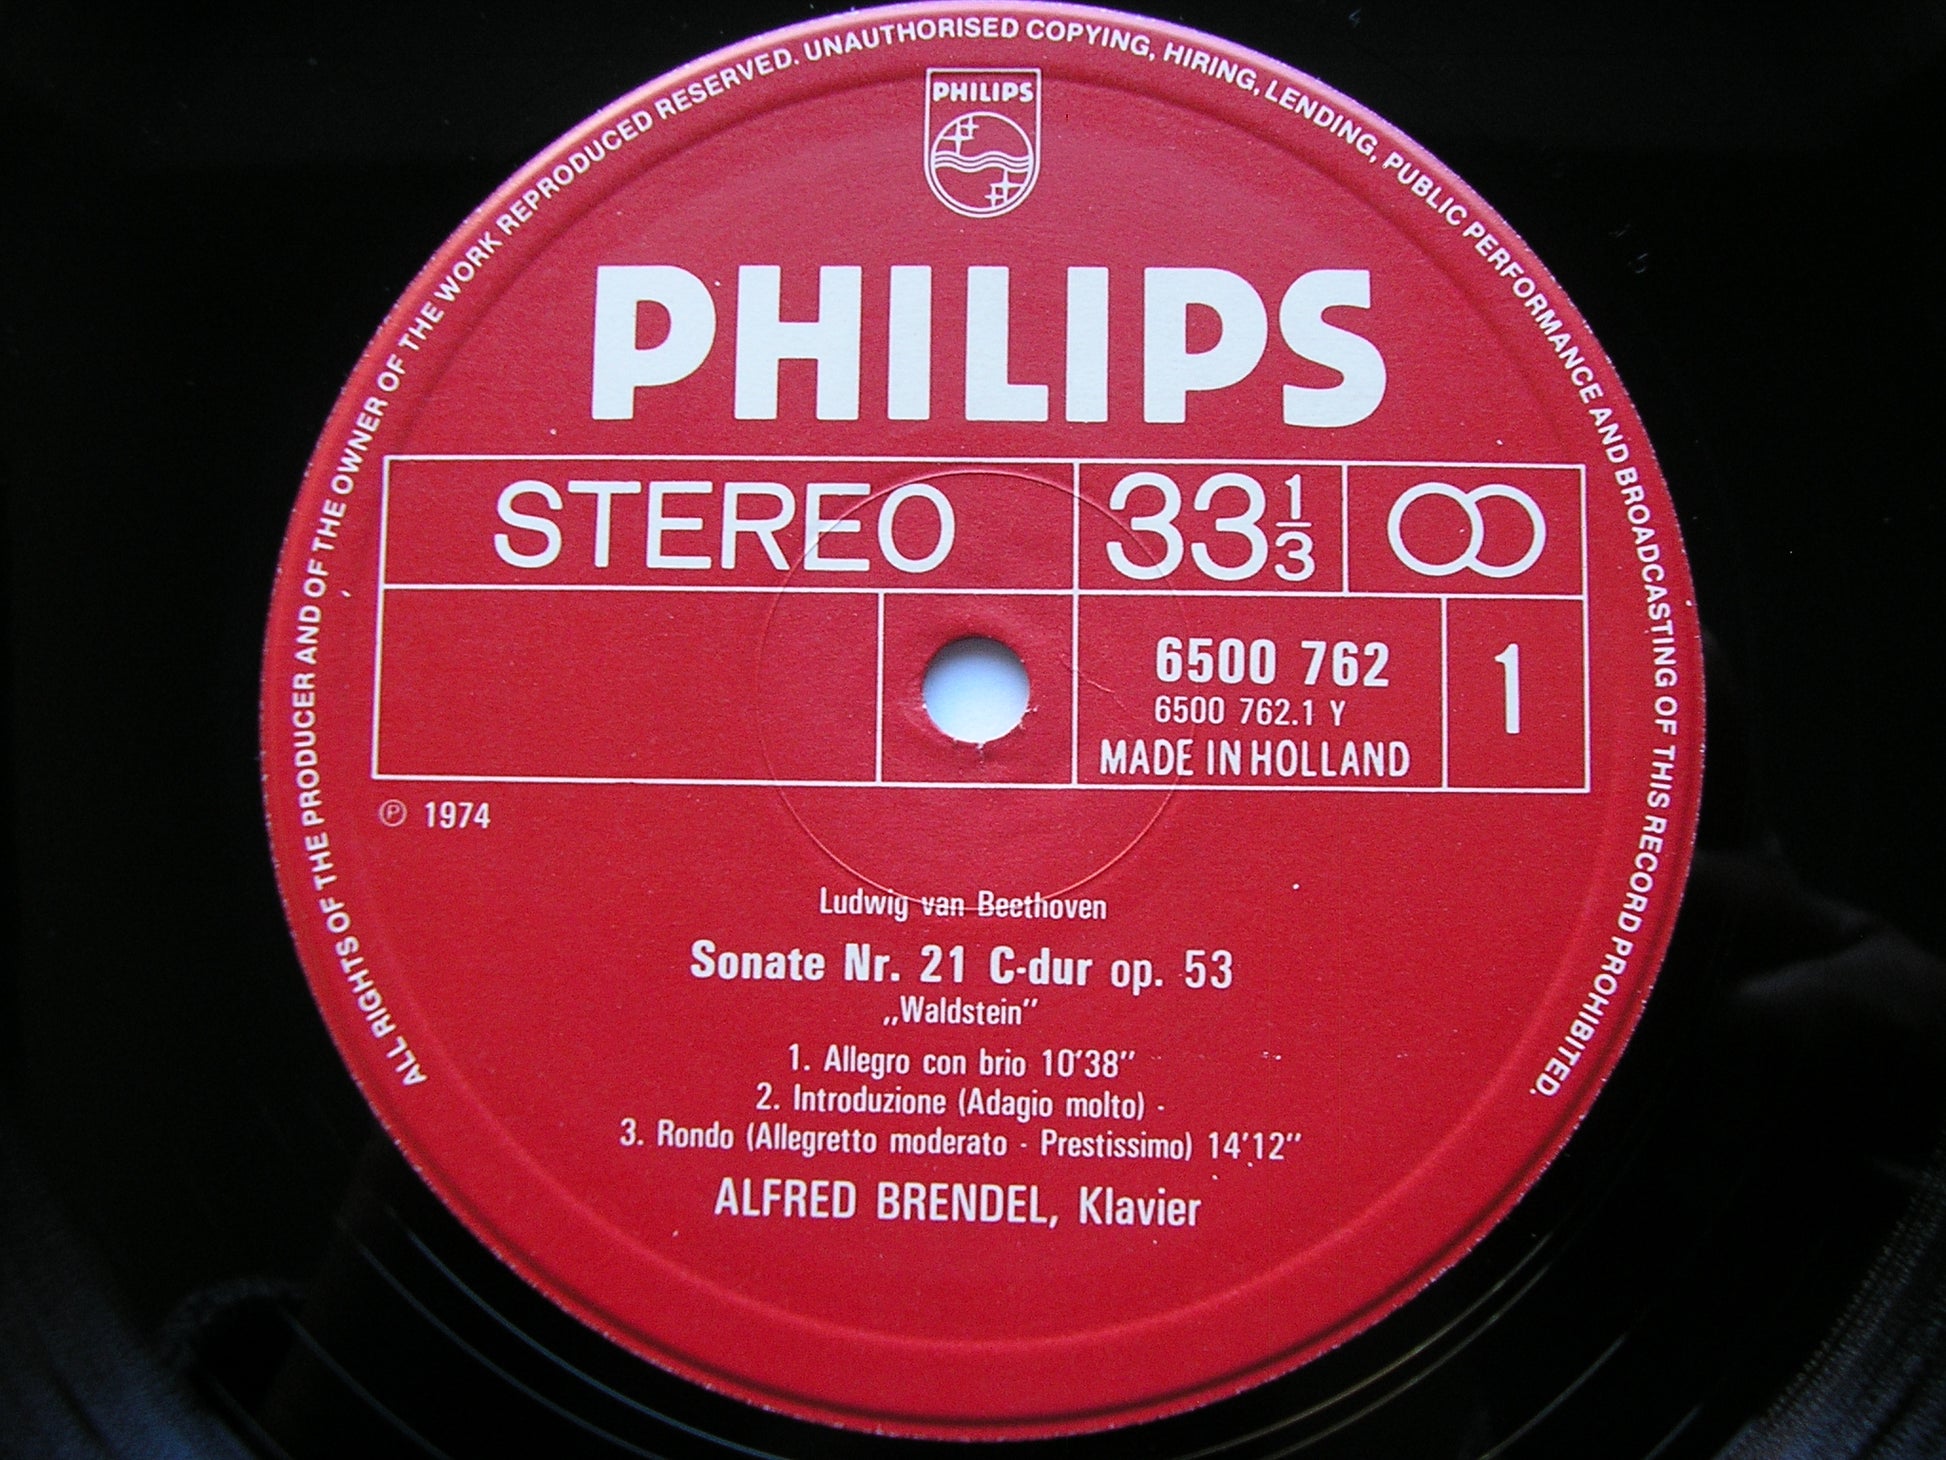 ALL RIGHTS OF THE PRODUCER AND OF THE OWNER OF THE WORK REPRODUCED RESERVED. UNAUTHORISED COPYING, HIRING, LENDING, PUBLIC PERFORMANCE AND BROADCASTING OF THIS RECORD PROHIBITED.
PHILIPS
PHILIPS
STEREO
33 1/3
6500 762
6500 762.1 Y
MADE IN HOLLAND
1
Ⓟ 1974
Ludwig van Beethoven
Sonate Nr. 21 C-dur op. 53
„Waldstein”
1. Allegro con brio 10'38”
2. Introduzione (Adagio molto) -
3. Rondo (Allegretto moderato - Prestissimo) 14'12”
ALFRED BRENDEL, Klavier